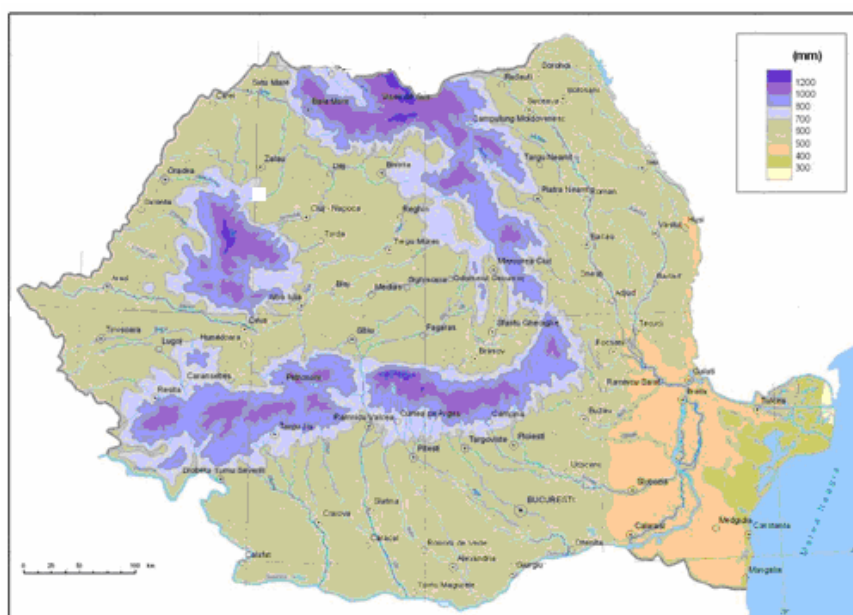 (mm)
1200
1000
800
700
600
500
400
300
Satu Mare
Baia Mare
Dorohoi
Botosani
Suceava
Campulung Moldovenesc
Zalau
Dej
Bistrita
Targu Neamt
Oradea
Piatra Neamt
Roman
Iasi
Cluj - Napoca
Reghin
Turda
Targu Mures
Bacau
Vaslui
Husi
Miercurea Ciuc
Odorheiul Secuiesc
Sighisoara
Medias
Blaj
Onesti
Barlad
Arad
Alba Iulia
Adjud
Deva
Sibiu
Fagaras
Sfantu Gheorghe
Tecuci
Timisoara
Lugoj
Hunedoara
Brasov
Focsani
Caransebes
Petrosani
Galati
Resita
Ramnicu Sarat
Braila
Tulcea
Ramnicu Valcea
Curtea de Arges
Campina
Buzau
Targu Jiu
Pitesti
Targoviste
Ploiesti
Drobeta Turnu Severin
Urziceni
Slobozia
BUCURESTI
Slatina
Craiova
Medgidia
Constanta
Calarasi
Caracal
Rosiorii de Vede
Oltenita
Calafat
Alexandria
Giurgiu
Mangalia
Turnu Magurele
Marea Neagra
0
25
50
100 km